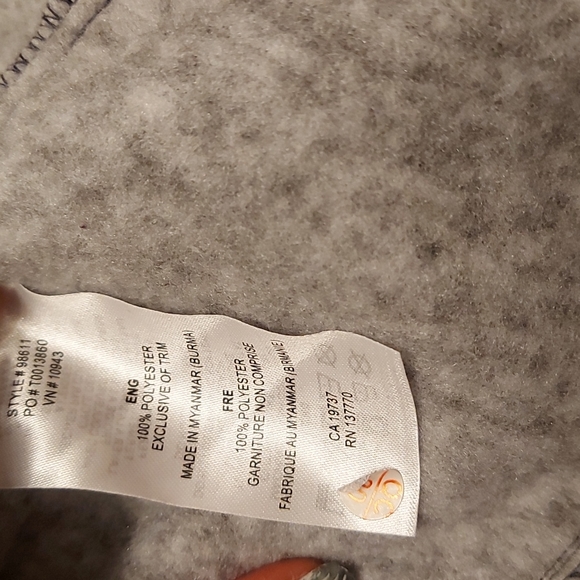 STYLE# 98611
PO# T0013860
VN# 10943
ENG
100% POLYESTER
EXCLUSIVE OF TRIM
MADE IN MYANMAR (BURMA)
FRE
100% POLYESTER
GARNITURE NON COMPRISE
FABRIQUE AU MYANMAR (BIRMANIE)
CA 19737
RN 137770